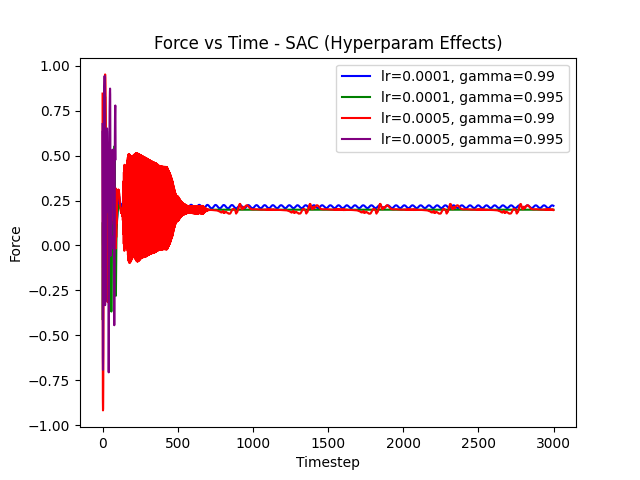 Force vs Time - SAC (Hyperparam Effects)
lr=0.0001, gamma=0.99
lr=0.0001, gamma=0.995
lr=0.0005, gamma=0.99
lr=0.0005, gamma=0.995
1.00
0.75
0.50
0.25
0.00
−0.25
−0.50
−0.75
−1.00
Force
0 500 1000 1500 2000 2500 3000
Timestep